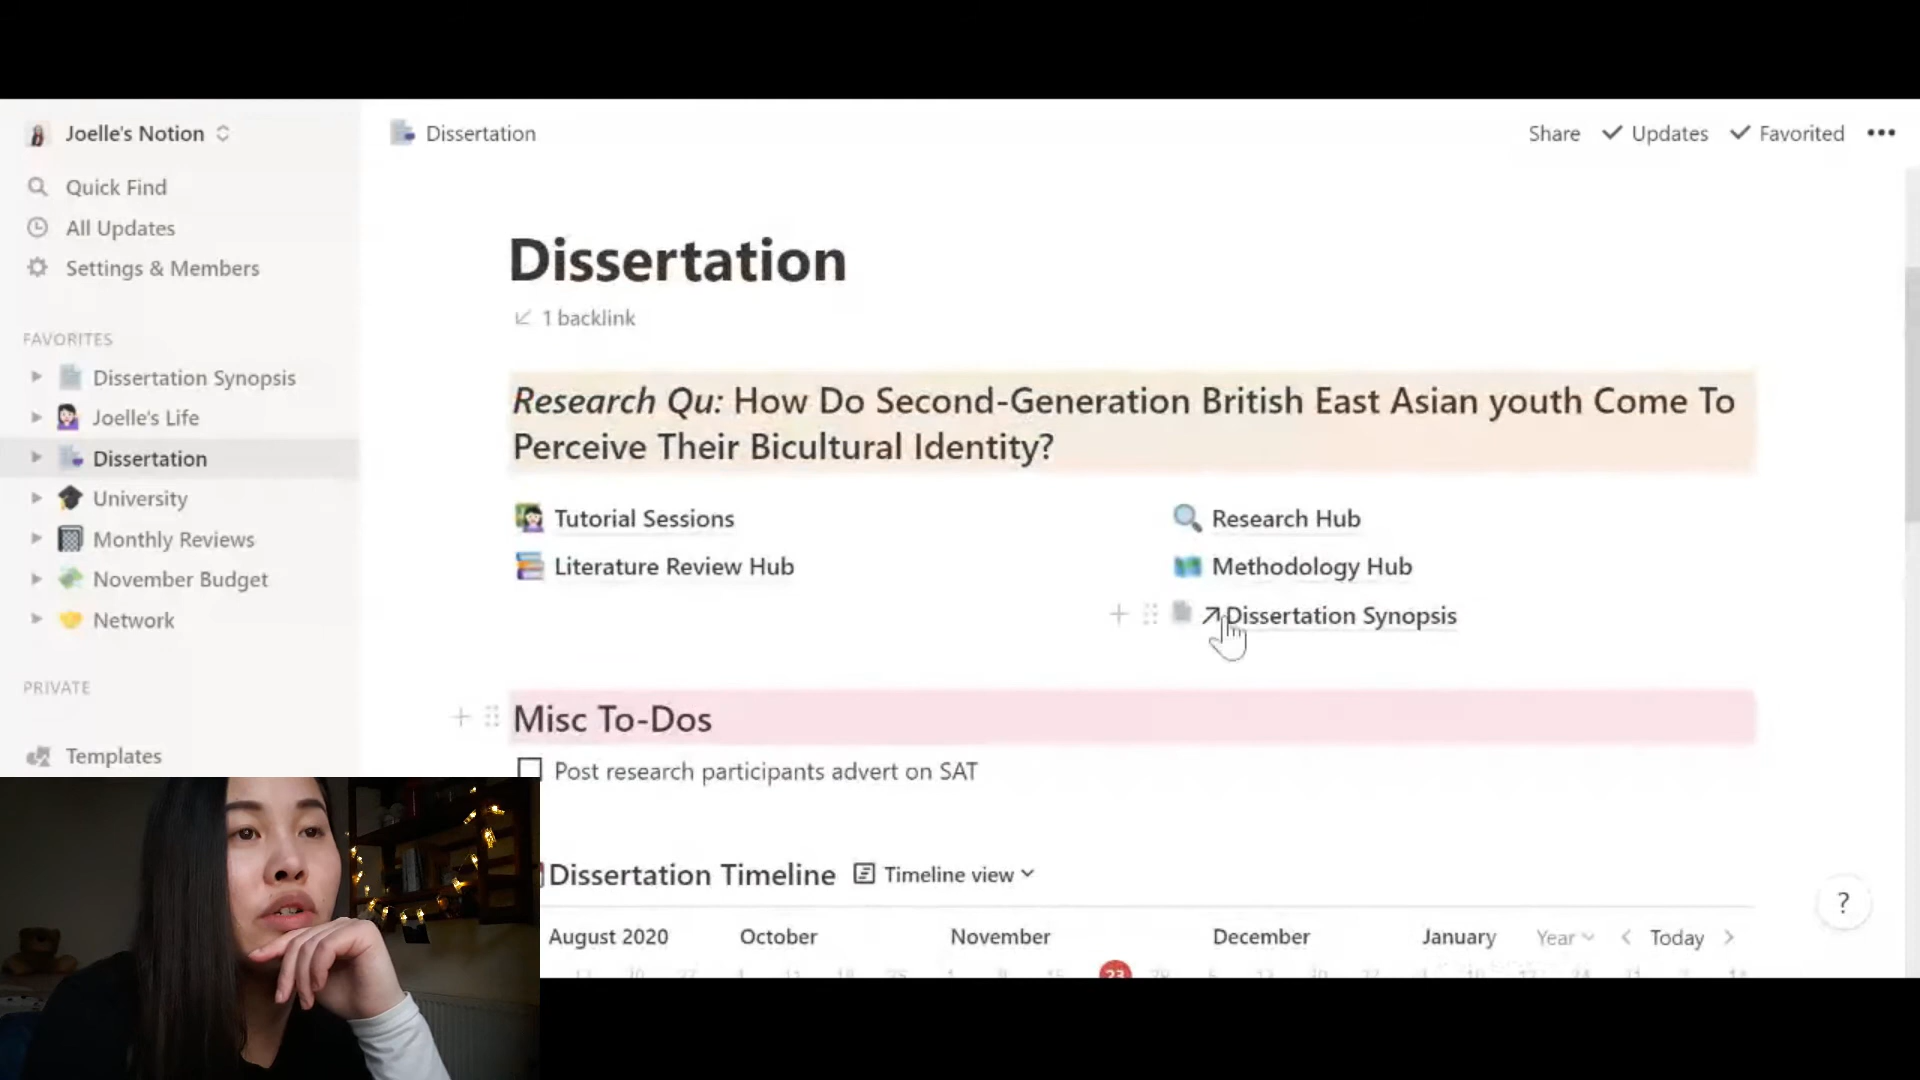 Joelle's Notion
Dissertation
Share
Updates
Favorited
Quick Find
All Updates
Settings & Members
FAVORITES
Dissertation Synopsis
Joelle's Life
Dissertation
University
Monthly Reviews
November Budget
Network
PRIVATE
Templates
Dissertation
1 backlink
Research Qu: How Do Second-Generation British East Asian youth Come To
Perceive Their Bicultural Identity?
Tutorial Sessions
Research Hub
Literature Review Hub
Methodology Hub
Dissertation Synopsis
Misc To-Dos
Post research participants advert on SAT
Dissertation Timeline
Timeline view
August 2020 October November December January Year Today
23
?